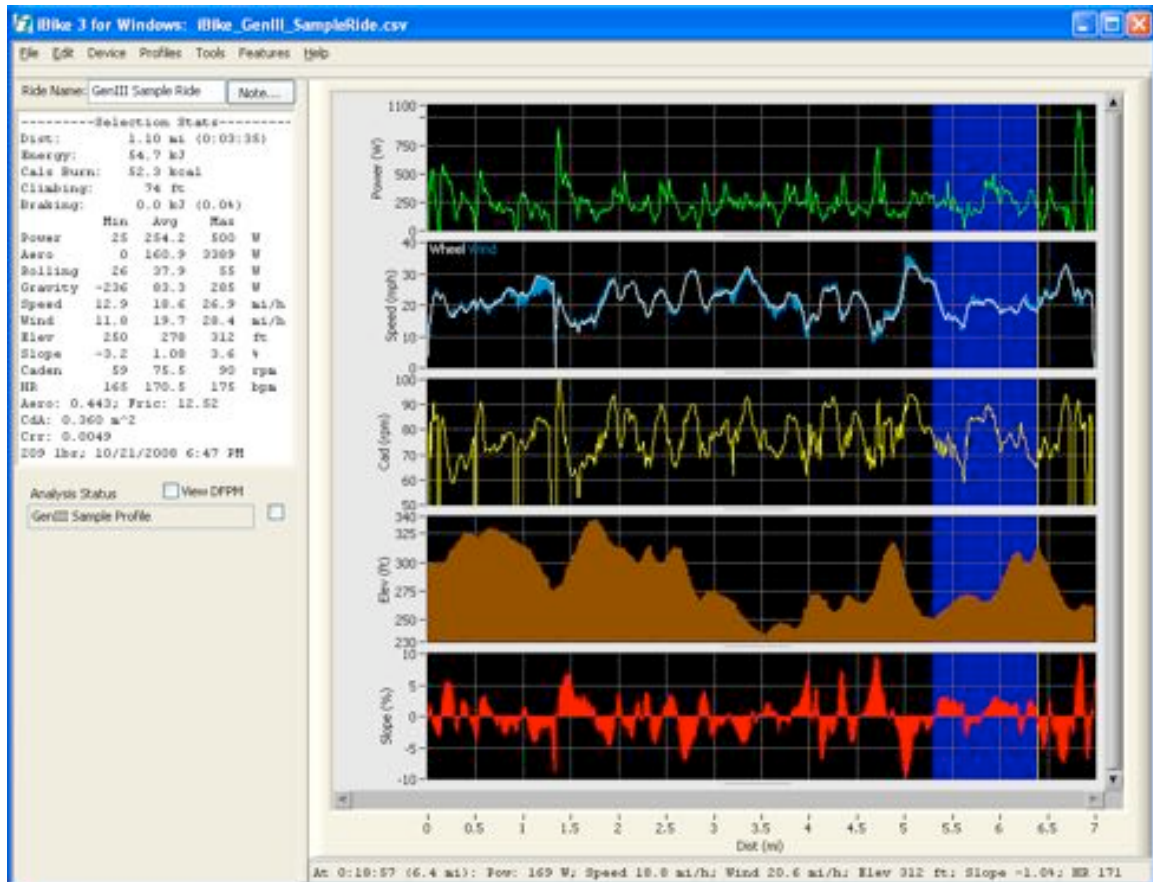 iBike 3 for Windows: iBike_GenIII_SampleRide.csv
File Edit Device Profiles Tools Features Help
Ride Name: GenIII Sample Ride Note....
---------Selection Stats---------
Dist: 1.10 mi (0:03:35)
Energy: 54.7 kJ
Cals Burn: 52.3 kcal
Climbing: 74 ft
Braking: 0.0 kJ (0.0%)
Min Avg Max
Power 25 254.2 500 W
Aero 0 160.9 3389 W
Rolling 26 37.9 55 W
Gravity -236 83.3 285 W
Speed 12.9 18.6 26.9 mi/h
Wind 11.8 19.7 28.4 mi/h
Elev 250 278 312 ft
Slope -3.2 1.08 3.6 %
Caden 59 75.5 90 rpm
HR 165 170.5 175 bpm
Aero: 0.443; Fric: 12.52
CdA: 0.360 m^2
Crr: 0.0049
209 lbs; 10/21/2008 6:47 PM
Analysis Status View DFPM
GenIII Sample Profile
1100
750
500
250
0
Power (W)
Wheel Wind
40
30
20
10
0
Speed (mph)
100
90
80
70
60
50
Cad (rpm)
340
325
300
275
250
230
Elev (ft)
10
5
0
-5
-10
Slope (%)
0 0.5 1 1.5 2 2.5 3 3.5 4 4.5 5 5.5 6 6.5 7
Dist (mi)
At 0:18:57 (6.4 mi): Pow: 169 W; Speed 18.8 mi/h; Wind 20.6 mi/h; Elev 312 ft; Slope -1.0%; HR 171